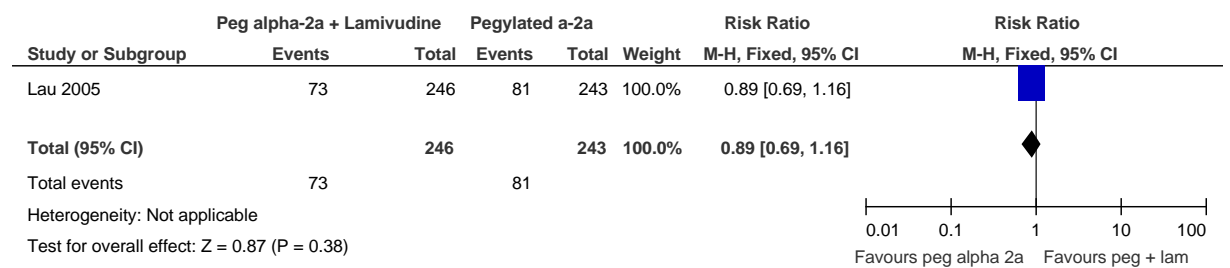 Peg alpha-2a + Lamivudine Pegylated a-2a Risk Ratio Risk Ratio
Study or Subgroup Events Total Events Total Weight M-H, Fixed, 95% CI M-H, Fixed, 95% CI
Lau 2005 73 246 81 243 100.0% 0.89 [0.69, 1.16]
Total (95% CI) 246 243 100.0% 0.89 [0.69, 1.16]
Total events 73 81
Heterogeneity: Not applicable
Test for overall effect: Z = 0.87 (P = 0.38)
0.01 0.1 1 10 100
Favours peg alpha 2a Favours peg + lam